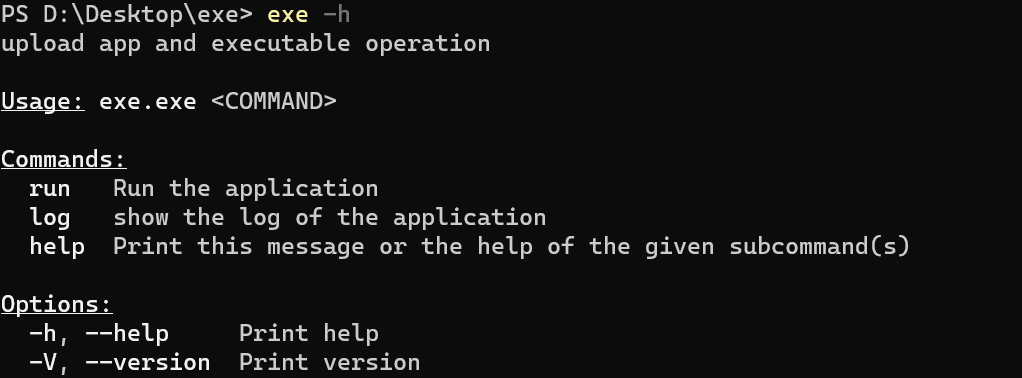 PS D:\Desktop\exe> exe -h
upload app and executable operation
Usage: exe.exe <COMMAND>
Commands:
run   Run the application
log   show the log of the application
help  Print this message or the help of the given subcommand(s)
Options:
-h, --help     Print help
-V, --version  Print version